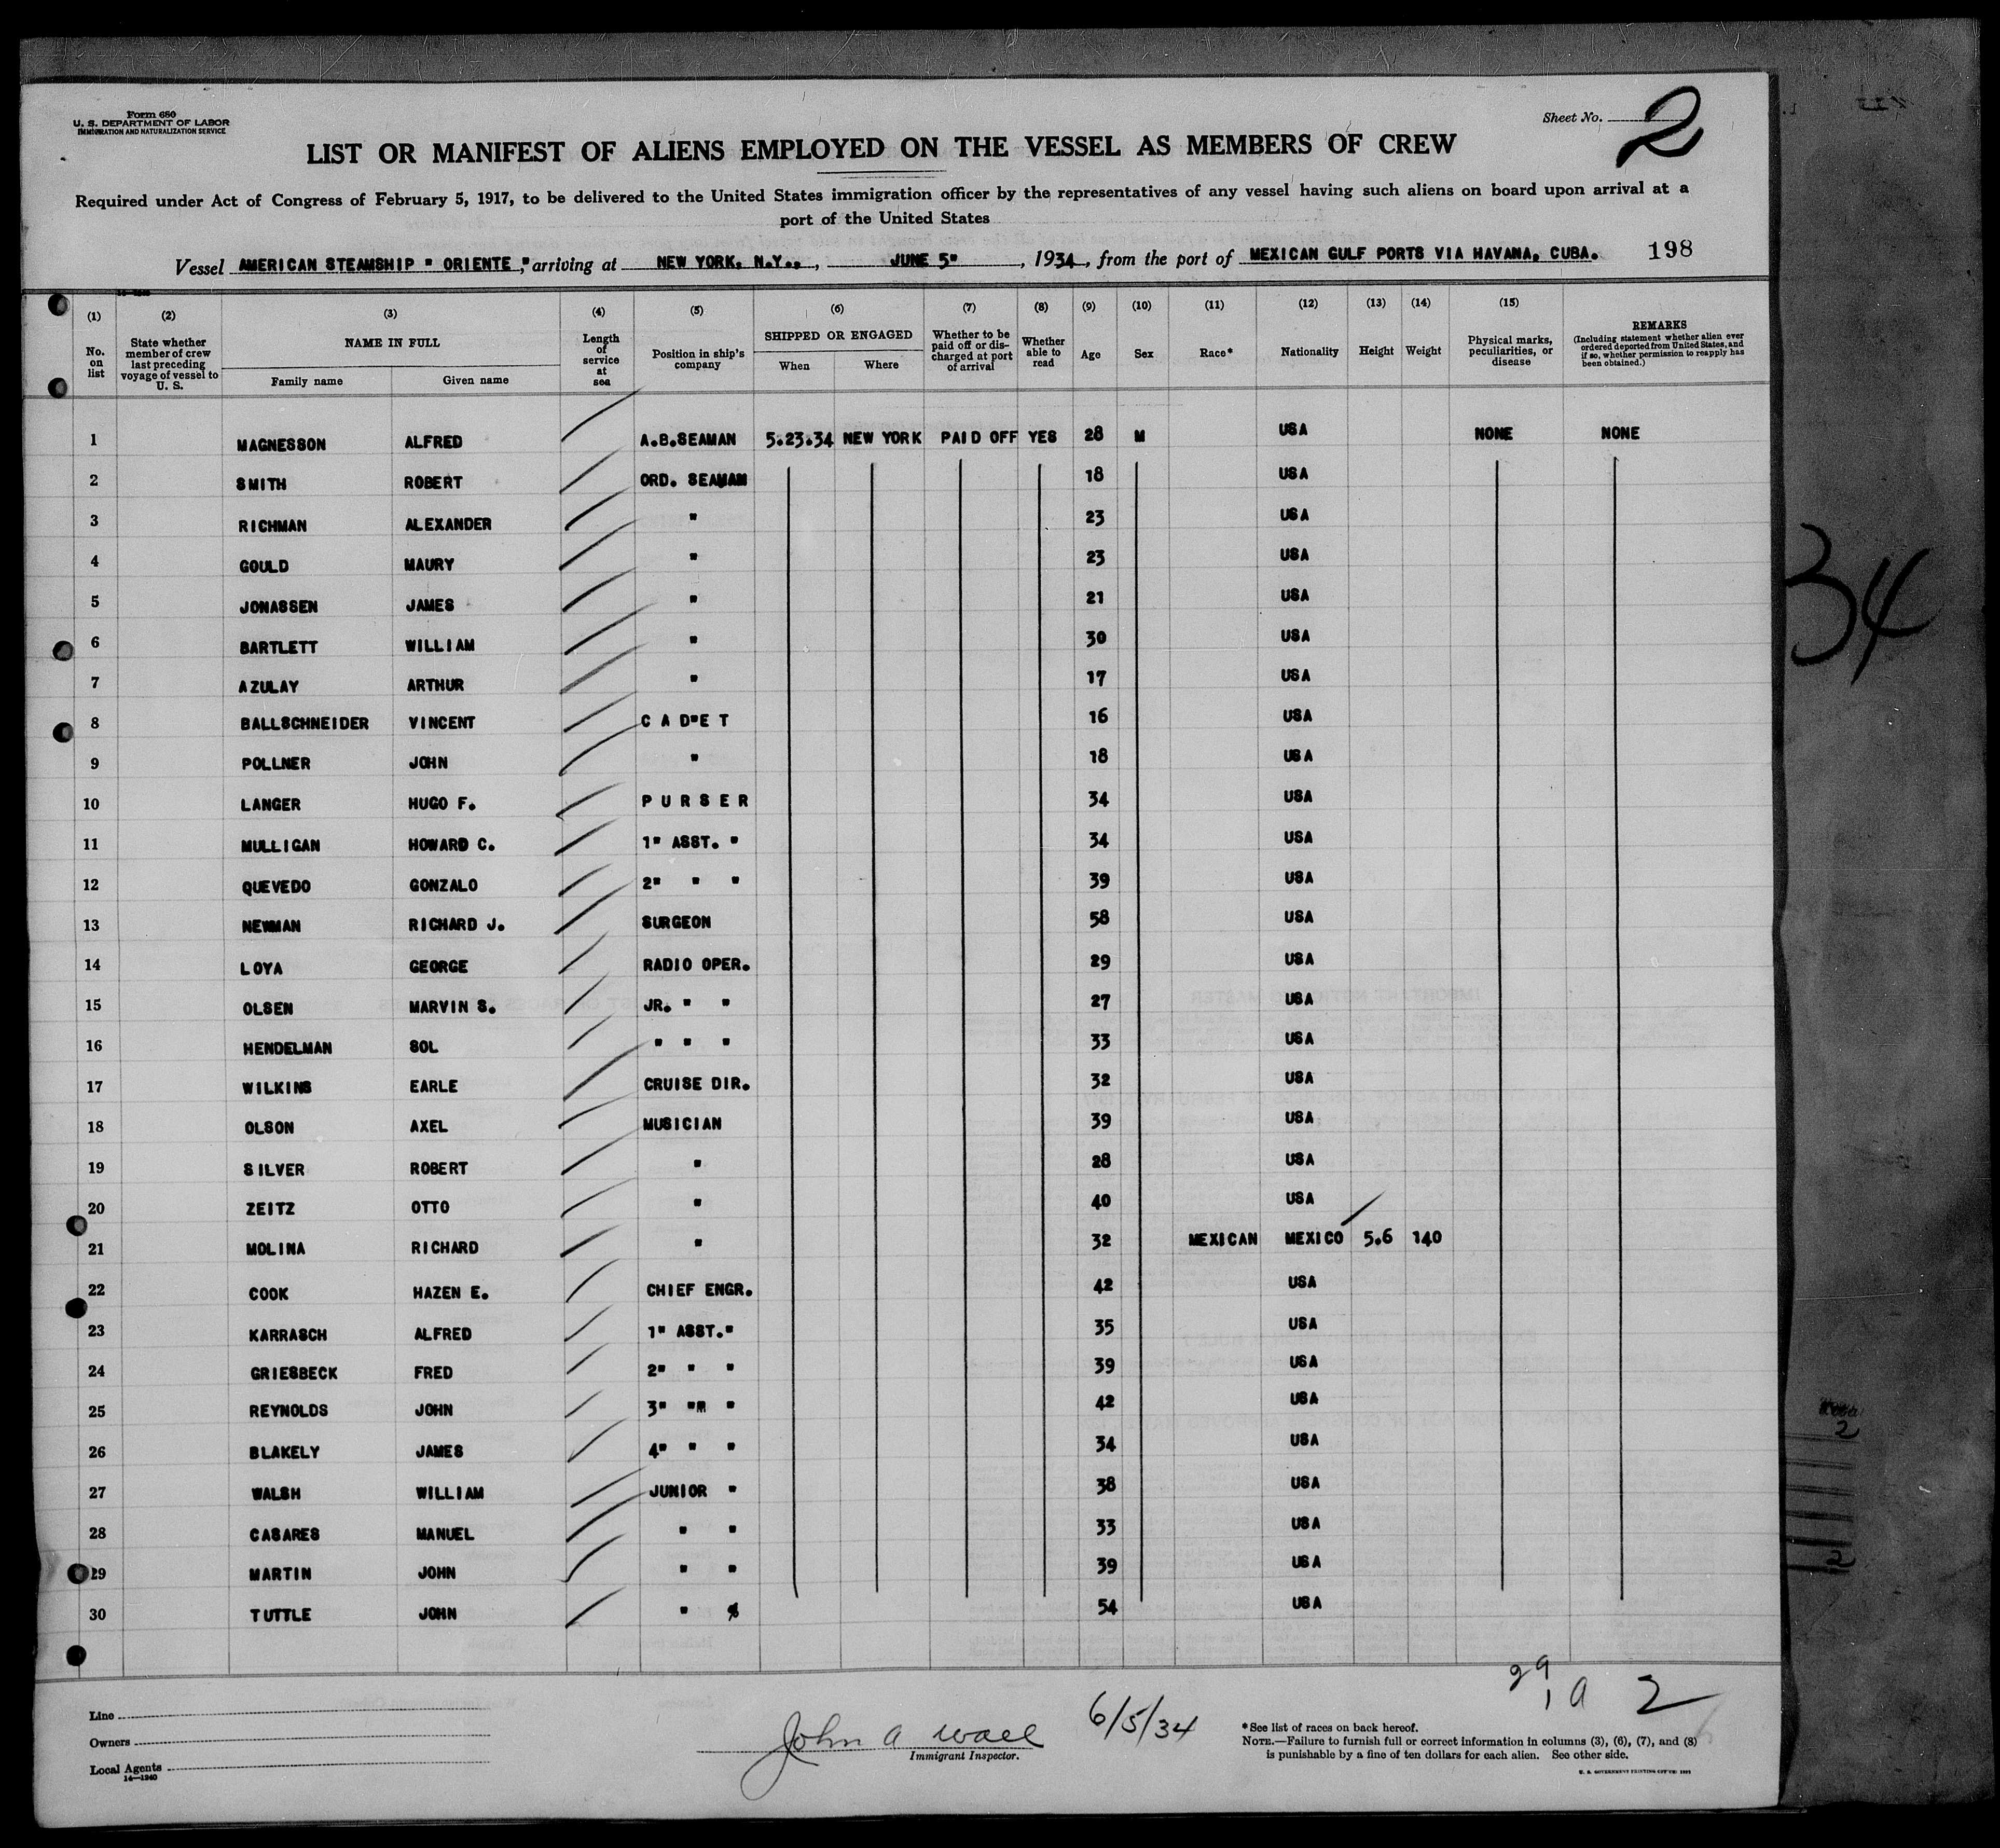 Form 680
U. S. DEPARTMENT OF LABOR
IMMIGRATION AND NATURALIZATION SERVICE
Sheet No. 2
LIST OR MANIFEST OF ALIENS EMPLOYED ON THE VESSEL AS MEMBERS OF CREW
Required under Act of Congress of February 5, 1917, to be delivered to the United States immigration officer by the representatives of any vessel having such aliens on board upon arrival at a
port of the United States
Vessel AMERICAN STEAMSHIP " ORIENTE ," arriving at NEW YORK, N.Y., , JUNE 5" , 1934 , from the port of MEXICAN GULF PORTS VIA HAVANA, CUBA. 198
(1) No. on list (2) State whether member of crew last preceding voyage of vessel to U. S. (3) NAME IN FULL Family name Given name (4) Length of service at sea (5) Position in ship's company (6) SHIPPED OR ENGAGED When Where (7) Whether to be paid off or discharged at port of arrival (8) Whether able to read (9) Age (10) Sex (11) Race* (12) Nationality (13) Height (14) Weight (15) Physical marks, peculiarities, or disease REMARKS (Including statement whether alien ever ordered deported from United States, and if so, whether permission to reapply has been obtained.)
1 MAGNESSON ALFRED A.B.SEAMAN 5.23.34 NEW YORK PAID OFF YES 28 M USA NONE NONE
2 SMITH ROBERT ORD. SEAMAN 18 USA
3 RICHMAN ALEXANDER " 23 USA
4 GOULD MAURY " 23 USA
5 JONASSEN JAMES " 21 USA
6 BARTLETT WILLIAM " 30 USA
7 AZULAY ARTHUR " 17 USA
8 BALLSCHNEIDER VINCENT C A D"E T 16 USA
9 POLLNER JOHN " 18 USA
10 LANGER HUGO F. P U R S E R 34 USA
11 MULLIGAN HOWARD C. 1" ASST. " 34 USA
12 QUEVEDO GONZALO 2" " " 39 USA
13 NEWMAN RICHARD J. SURGEON 58 USA
14 LOYA GEORGE RADIO OPER. 29 USA
15 OLSEN MARVIN S. JR. " " 27 USA
16 HENDELMAN SOL " " " 33 USA
17 WILKINS EARLE CRUISE DIR. 32 USA
18 OLSON AXEL MUSICIAN 39 USA
19 SILVER ROBERT " 28 USA
20 ZEITZ OTTO " 40 USA
21 MOLINA RICHARD " 32 MEXICAN MEXICO 5.6 140
22 COOK HAZEN E. CHIEF ENGR. 42 USA
23 KARRASCH ALFRED 1" ASST." 35 USA
24 GRIESBECK FRED 2" " " 39 USA
25 REYNOLDS JOHN 3" "" " 42 USA
26 BLAKELY JAMES 4" " " 34 USA
27 WALSH WILLIAM JUNIOR " 38 USA
28 CASARES MANUEL " " 33 USA
29 MARTIN JOHN " " 39 USA
30 TUTTLE JOHN " 54 USA
34
2
2
29
1 a 2
Line
Owners
Local Agents
14—1240
John A Wall 6/5/34
Immigrant Inspector.
*See list of races on back hereof.
NOTE.—Failure to furnish full or correct information in columns (3), (6), (7), and (8)
is punishable by a fine of ten dollars for each alien. See other side.